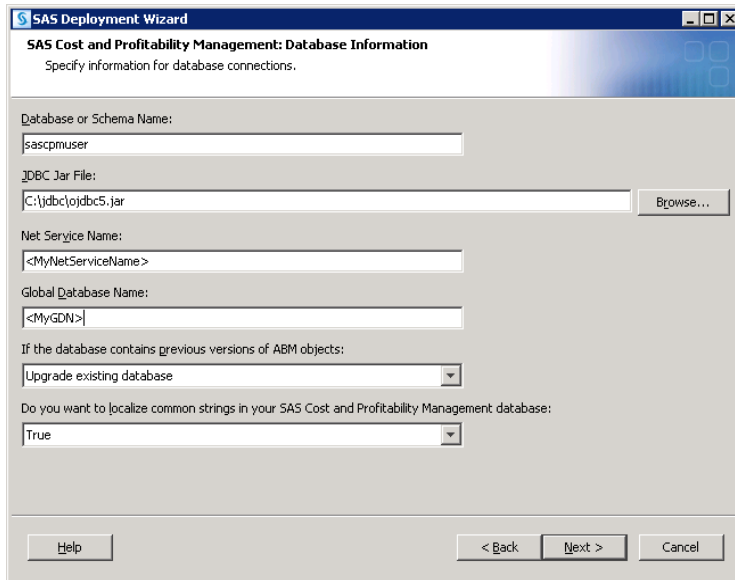 SAS Deployment Wizard
SAS Cost and Profitability Management: Database Information
Specify information for database connections.
Database or Schema Name:
sascpmuser
JDBC Jar File:
C:\jdbc\ojdbc5.jar
Browse...
Net Service Name:
<MyNetServiceName>
Global Database Name:
<MyGDN>
If the database contains previous versions of ABM objects:
Upgrade existing database
Do you want to localize common strings in your SAS Cost and Profitability Management database:
True
Help
< Back
Next >
Cancel